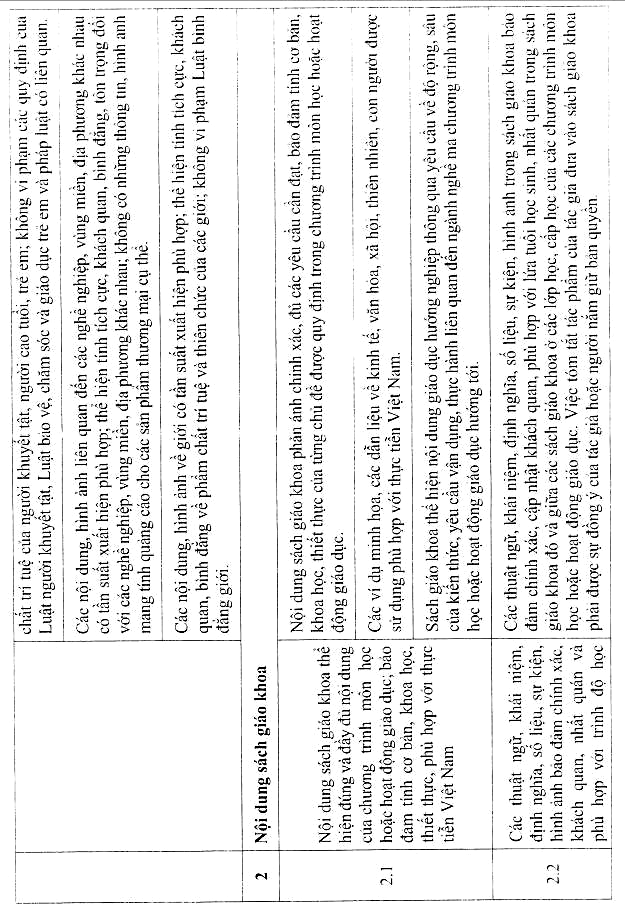 chất trí tuệ của người khuyết tật, người cao tuổi, trẻ em; không vi phạm các quy định của
Luật người khuyết tật, Luật bảo vệ, chăm sóc và giáo dục trẻ em và pháp luật có liên quan.
Các nội dung, hình ảnh liên quan đến các nghề nghiệp, vùng miền, địa phương khác nhau
có tần suất xuất hiện phù hợp; thể hiện tính tích cực, khách quan, bình đẳng, tôn trọng đối
với các nghề nghiệp, vùng miền, địa phương khác nhau; không có những thông tin, hình ảnh
mang tính quảng cáo cho các sản phẩm thương mại cụ thể.
Các nội dung, hình ảnh về giới có tần suất xuất hiện phù hợp; thể hiện tính tích cực, khách
quan, bình đẳng về phẩm chất trí tuệ và thiên chức của các giới; không vi phạm Luật bình
đẳng giới.
2 Nội dung sách giáo khoa
2.1
Nội dung sách giáo khoa thể
hiện đúng và đầy đủ nội dung
của chương trình môn học
hoặc hoạt động giáo dục; bảo
đảm tính cơ bản, khoa học,
thiết thực, phù hợp với thực
tiễn Việt Nam
Nội dung sách giáo khoa phản ánh chính xác, đủ các yêu cầu cần đạt, bảo đảm tính cơ bản,
khoa học, thiết thực của từng chủ đề được quy định trong chương trình môn học hoặc hoạt
động giáo dục.
Các ví dụ minh họa, các dẫn liệu về kinh tế, văn hóa, xã hội, thiên nhiên, con người được
sử dụng phù hợp với thực tiễn Việt Nam.
Sách giáo khoa thể hiện nội dung giáo dục hướng nghiệp thông qua yêu cầu về độ rộng, sâu
của kiến thức, yêu cầu vận dụng, thực hành liên quan đến ngành nghề mà chương trình môn
học hoặc hoạt động giáo dục hướng tới.
2.2
Các thuật ngữ, khái niệm,
định nghĩa, số liệu, sự kiện,
hình ảnh bảo đảm chính xác,
khách quan, nhất quán và
phù hợp với trình độ học
Các thuật ngữ, khái niệm, định nghĩa, số liệu, sự kiện, hình ảnh trong sách giáo khoa bảo
đảm chính xác, cập nhật khách quan, phù hợp với lứa tuổi học sinh, nhất quán trong sách
giáo khoa đó và giữa các sách giáo khoa ở các lớp học, cấp học của các chương trình môn
học hoặc hoạt động giáo dục. Việc tóm tắt tác phẩm của tác giả đưa vào sách giáo khoa
phải được sự đồng ý của tác giả hoặc người nắm giữ bản quyền.